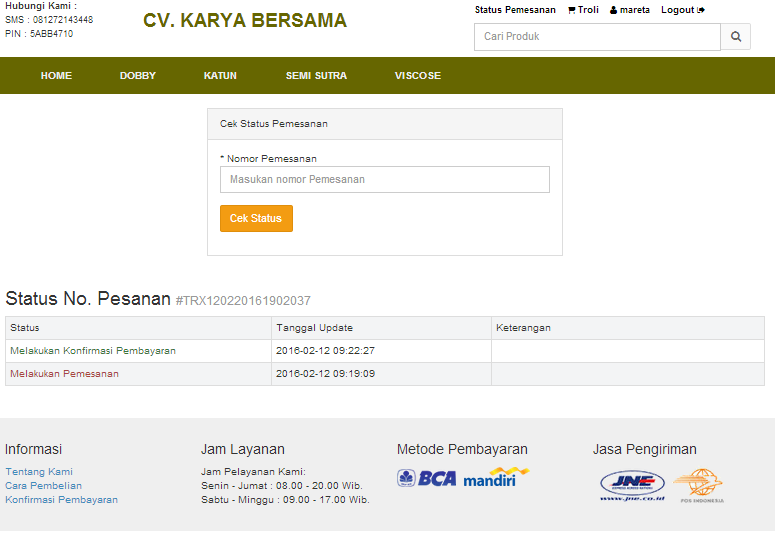 Hubungi Kami :
SMS : 081272143448
PIN : 5ABB4710
CV. KARYA BERSAMA
Status Pemesanan Troli mareta Logout
Cari Produk
HOME DOBBY KATUN SEMI SUTRA VISCOSE
Cek Status Pemesanan
* Nomor Pemesanan
Masukan nomor Pemesanan
Cek Status
Status No. Pesanan #TRX120220161902037
Status Tanggal Update Keterangan
Melakukan Konfirmasi Pembayaran 2016-02-12 09:22:27
Melakukan Pemesanan 2016-02-12 09:19:09
Informasi
Tentang Kami
Cara Pembelian
Konfirmasi Pembayaran
Jam Layanan
Jam Pelayanan Kami:
Senin - Jumat : 08.00 - 20.00 Wib.
Sabtu - Minggu : 09.00 - 17.00 Wib.
Metode Pembayaran
BCA mandiri
Jasa Pengiriman
JNE
www.jne.co.id
POS INDONESIA